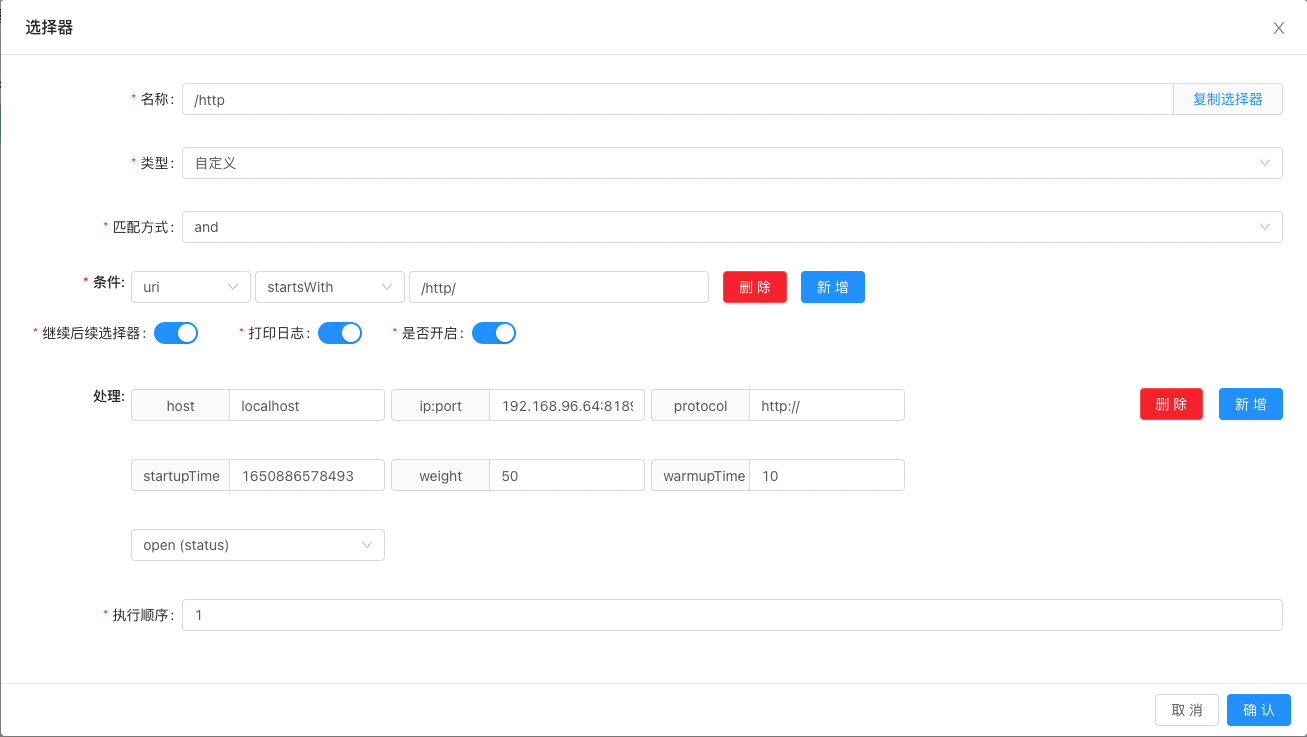 选择器
* 名称: /http 复制选择器
* 类型: 自定义
* 匹配方式: and
* 条件: uri startsWith /http/ 删 除 新 增
* 继续后续选择器: * 打印日志: * 是否开启:
处理: host localhost ip:port 192.168.96.64:8189 protocol http:// 删 除 新 增
startupTime 1650886578493 weight 50 warmupTime 10
open (status)
* 执行顺序: 1
取 消 确 认